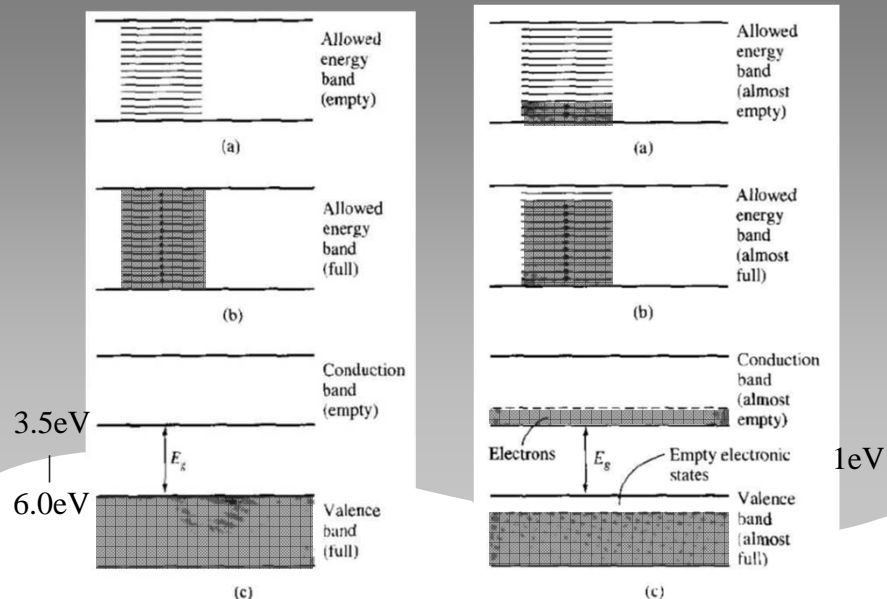 Allowed
energy
band
(empty)
(a)
Allowed
energy
band
(full)
(b)
Conduction
band
(empty)
3.5eV
|
6.0eV
E_g
Valence
band
(full)
(c)
Allowed
energy
band
(almost
empty)
(a)
Allowed
energy
band
(almost
full)
(b)
Conduction
band
(almost
empty)
Electrons
E_g
Empty electronic
states
1eV
Valence
band
(almost
full)
(c)